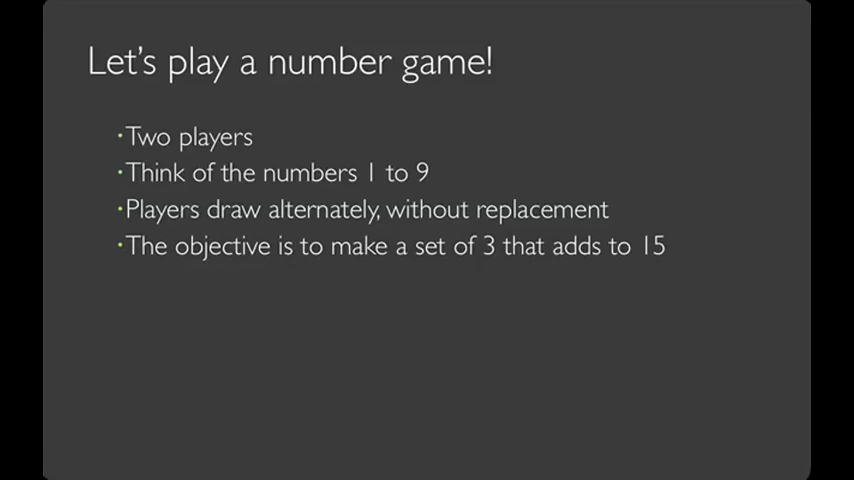 Let's play a number game!
•Two players
•Think of the numbers 1 to 9
•Players draw alternately, without replacement
•The objective is to make a set of 3 that adds to 15